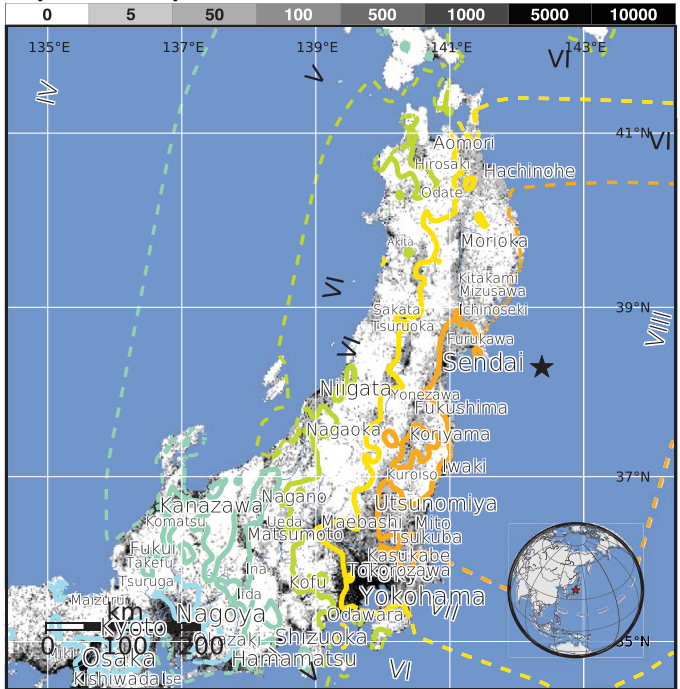 0 5 50 100 500 1000 5000 10000
135°E 137°E 139°E 141°E 143°E
IV V VI
41°N VI
Aomori
Hirosaki
Hachinohe
Odate
Akita
Morioka
Kitakami
VI
Mizusawa
39°N
Sakata Ichinoseki
Tsuruoka
VIII
VI Furukawa
Sendai
Niigata
Yonezawa
Fukushima
Nagaoka Koriyama
Kuroiso Iwaki
37°N
Nagano
Kanazawa Utsunomiya
Komatsu Ueda Maebashi Mito
Matsumoto Tsukuba
Fukui Kasukabe
Takefu
Ina Tokorozawa
Tokyo
Tsuruga Kofu
Ida Yokohama
Maizuru
km Nagoya Odawara VII
Kyoto
0 100 200
Shizuoka 35°N
Miki Osaka Hamamatsu
Kishiwada Ise V VI